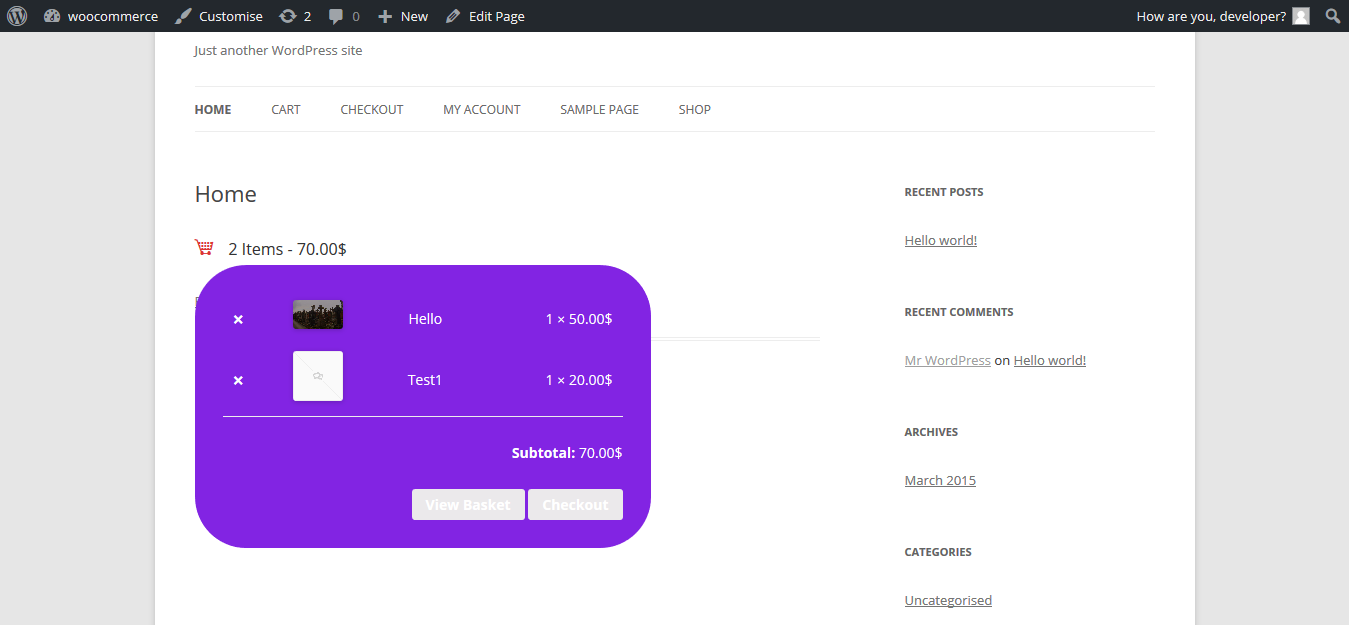 woocommerce Customise 2 0 New Edit Page How are you, developer?
Just another WordPress site
HOME CART CHECKOUT MY ACCOUNT SAMPLE PAGE SHOP
Home
RECENT POSTS
2 Items - 70.00$
Hello world!
× Hello 1 × 50.00$
RECENT COMMENTS
Mr WordPress on Hello world!
× Test1 1 × 20.00$
ARCHIVES
Subtotal: 70.00$
March 2015
View Basket Checkout
CATEGORIES
Uncategorised